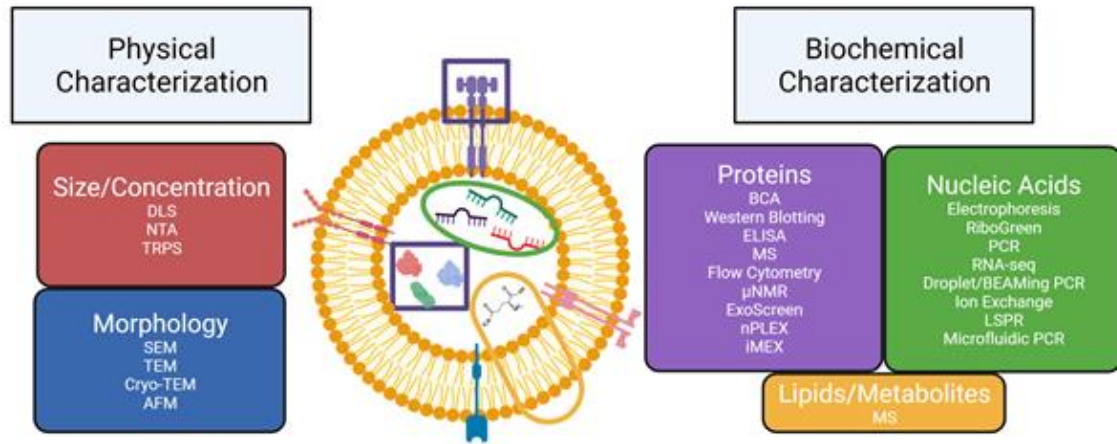 Physical
Characterization
Size/Concentration
DLS
NTA
TRPS
Morphology
SEM
TEM
Cryo-TEM
AFM
Biochemical
Characterization
Proteins
BCA
Western Blotting
ELISA
MS
Flow Cytometry
µNMR
ExoScreen
nPLEX
iMEX
Nucleic Acids
Electrophoresis
RiboGreen
PCR
RNA-seq
Droplet/BEAMing PCR
Ion Exchange
LSPR
Microfluidic PCR
Lipids/Metabolites
MS